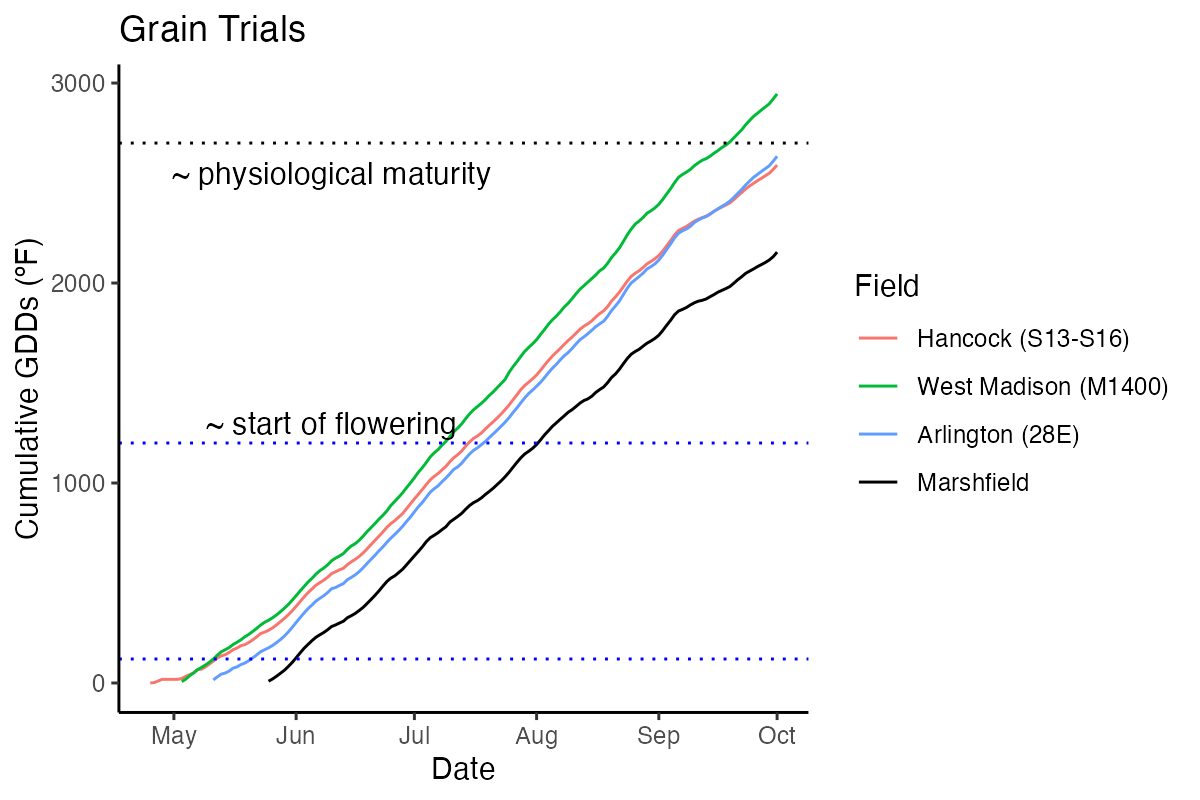 Grain Trials
3000
~ physiological maturity
2000
~ start of flowering
1000
0
Cumulative GDDs (°F)
May Jun Jul Aug Sep Oct
Date
Field
Hancock (S13-S16)
West Madison (M1400)
Arlington (28E)
Marshfield